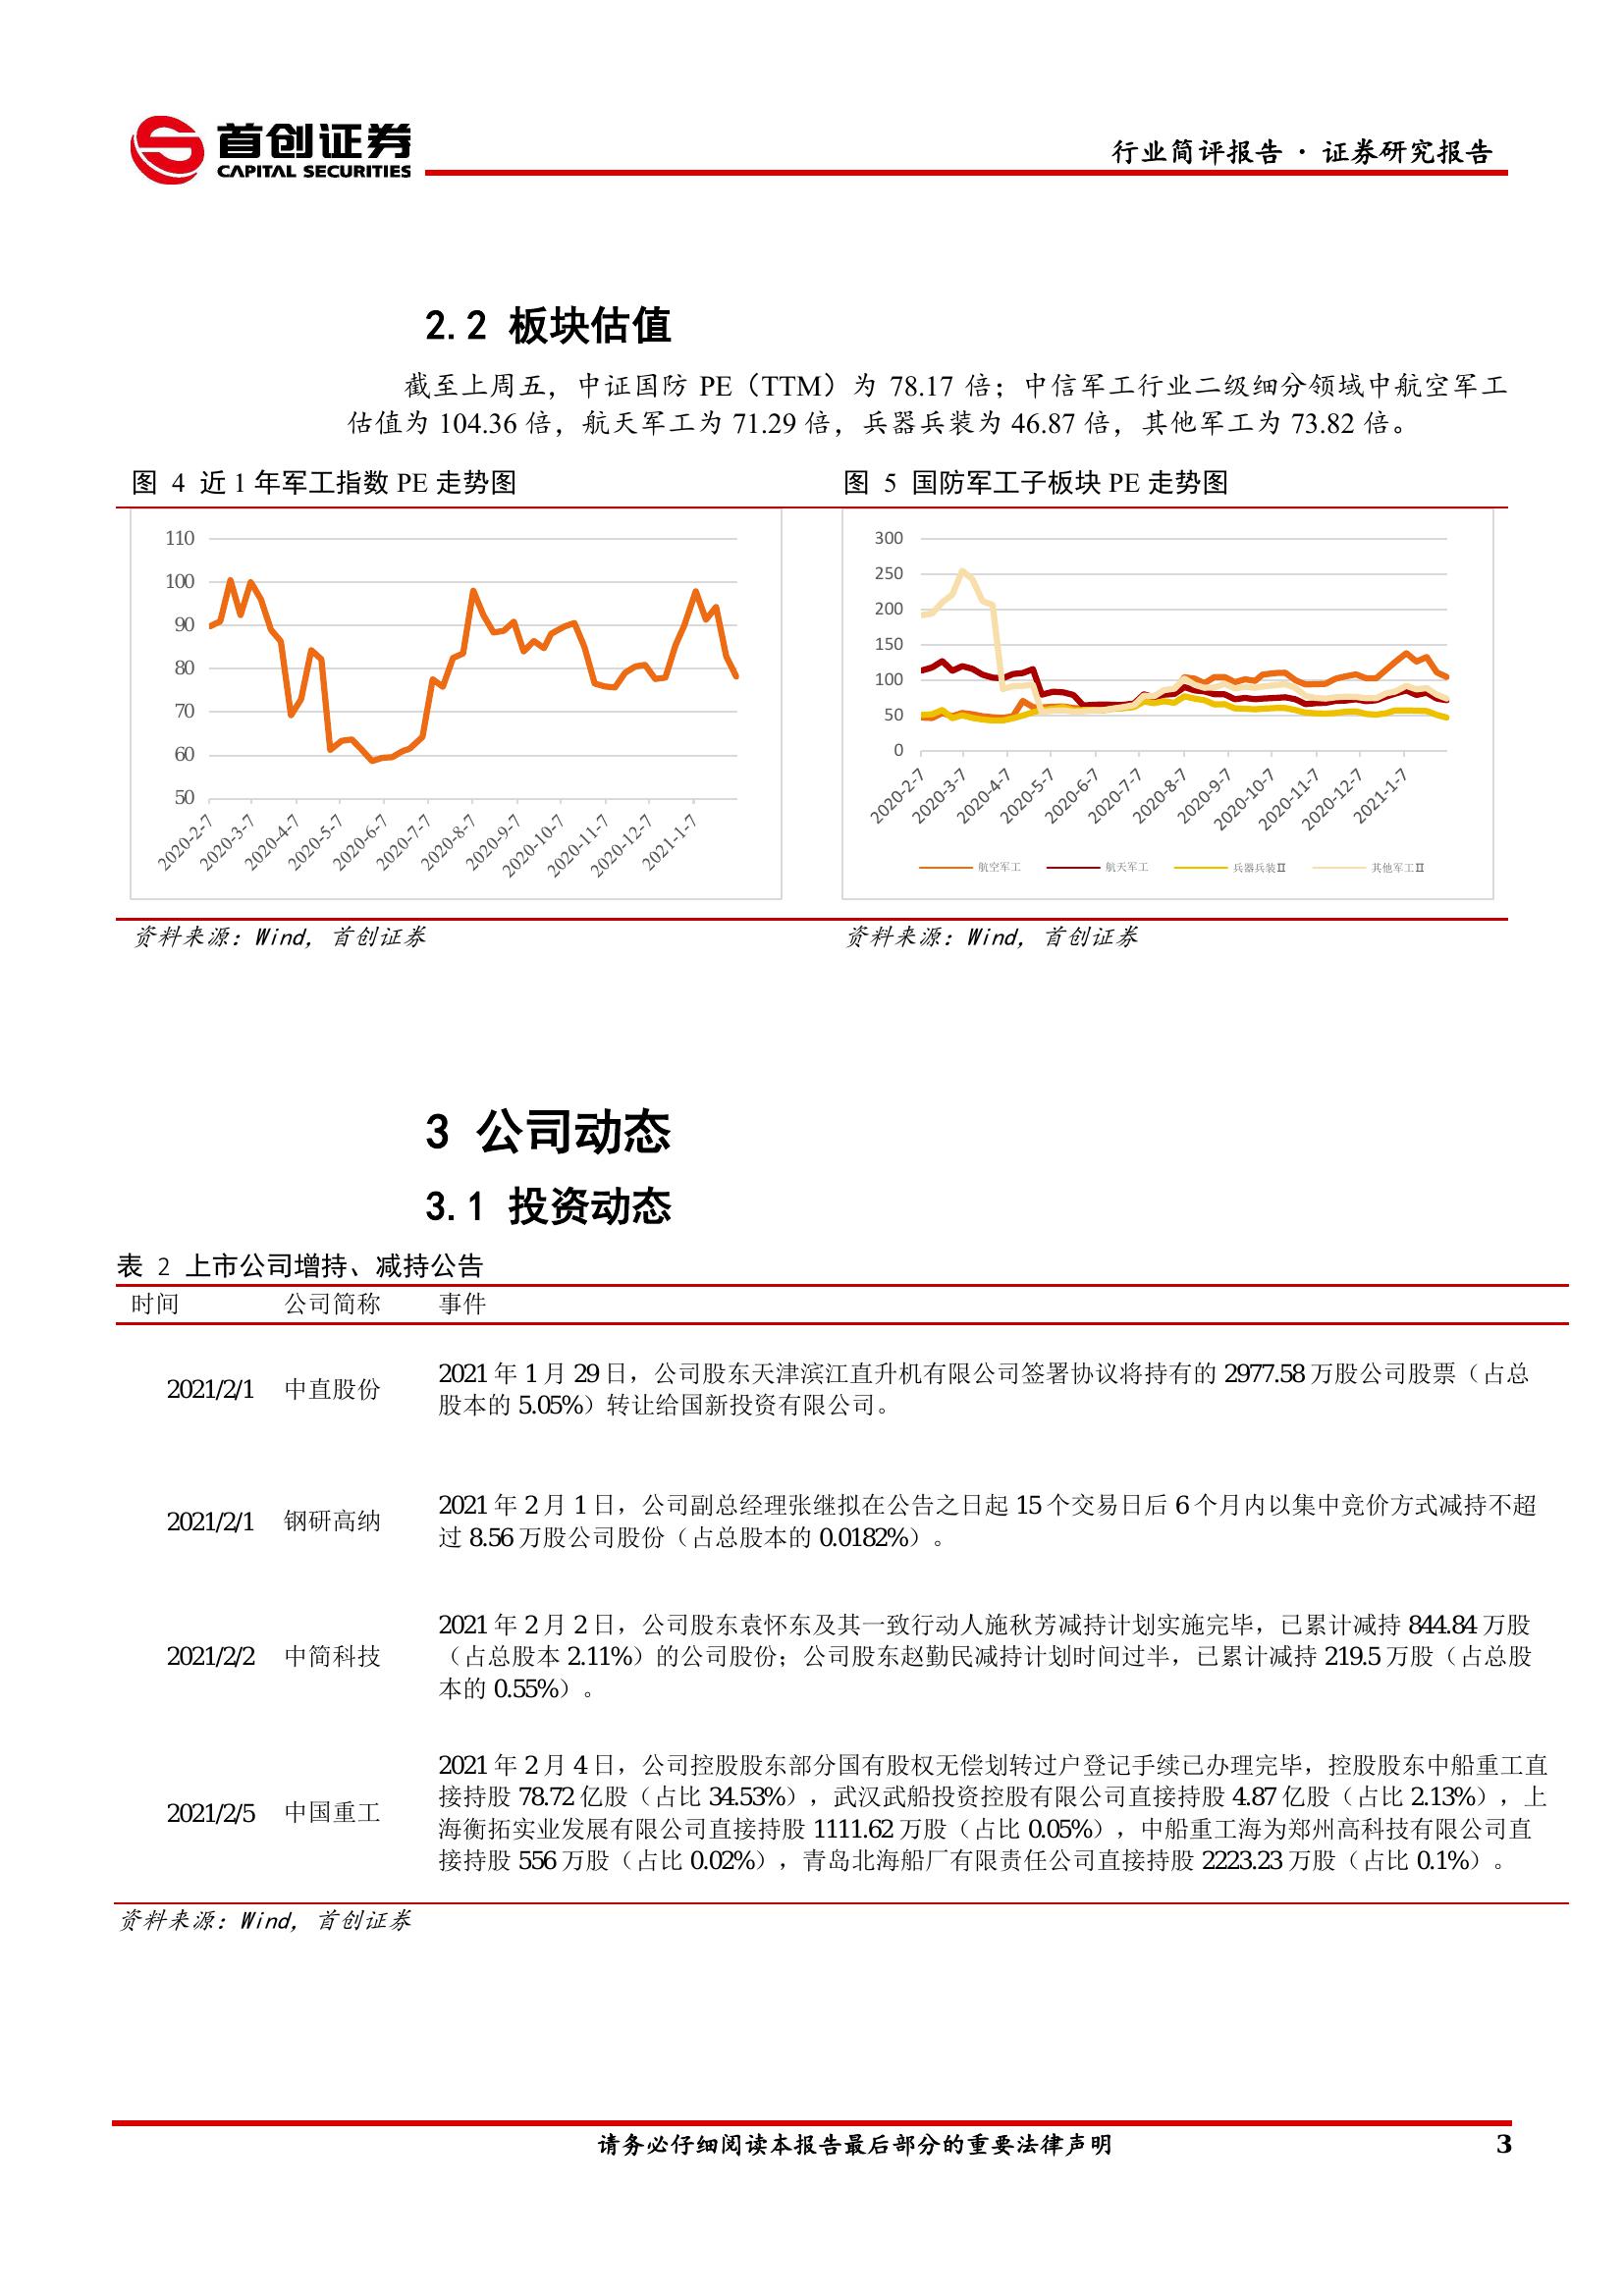 首创证券
CAPITAL SECURITIES
行业简评报告 · 证券研究报告
2.2 板块估值
截至上周五，中证国防 PE（TTM）为 78.17 倍；中信军工行业二级细分领域中航空军工
估值为 104.36 倍，航天军工为 71.29 倍，兵器兵装为 46.87 倍，其他军工为 73.82 倍。
图 4 近 1 年军工指数 PE 走势图
110
100
90
80
70
60
50
2020-2-7
2020-3-7
2020-4-7
2020-5-7
2020-6-7
2020-7-7
2020-8-7
2020-9-7
2020-10-7
2020-11-7
2020-12-7
2021-1-7
资料来源：Wind，首创证券
图 5 国防军工子板块 PE 走势图
300
250
200
150
100
50
0
2020-2-7
2020-3-7
2020-4-7
2020-5-7
2020-6-7
2020-7-7
2020-8-7
2020-9-7
2020-10-7
2020-11-7
2020-12-7
2021-1-7
航空军工 航天军工 兵器兵装Ⅱ 其他军工Ⅱ
资料来源：Wind，首创证券
3 公司动态
3.1 投资动态
表 2 上市公司增持、减持公告
时间 公司简称 事件
2021/2/1 中直股份
2021 年 1 月 29 日，公司股东天津滨江直升机有限公司签署协议将持有的 2977.58 万股公司股票（占总
股本的 5.05%）转让给国新投资有限公司。
2021/2/1 钢研高纳
2021 年 2 月 1 日，公司副总经理张继拟在公告之日起 15 个交易日后 6 个月内以集中竞价方式减持不超
过 8.56 万股公司股份（占总股本的 0.0182%）。
2021/2/2 中简科技
2021 年 2 月 2 日，公司股东袁怀东及其一致行动人施秋芳减持计划实施完毕，已累计减持 844.84 万股
（占总股本 2.11%）的公司股份；公司股东赵勤民减持计划时间过半，已累计减持 219.5 万股（占总股
本的 0.55%）。
2021/2/5 中国重工
2021 年 2 月 4 日，公司控股股东部分国有股权无偿划转过户登记手续已办理完毕，控股股东中船重工直
接持股 78.72 亿股（占比 34.53%），武汉武船投资控股有限公司直接持股 4.87 亿股（占比 2.13%），上
海衡拓实业发展有限公司直接持股 1111.62 万股（占比 0.05%），中船重工海为郑州高科技有限公司直
接持股 556 万股（占比 0.02%），青岛北海船厂有限责任公司直接持股 2223.23 万股（占比 0.1%）。
资料来源：Wind，首创证券
请务必仔细阅读本报告最后部分的重要法律声明 3